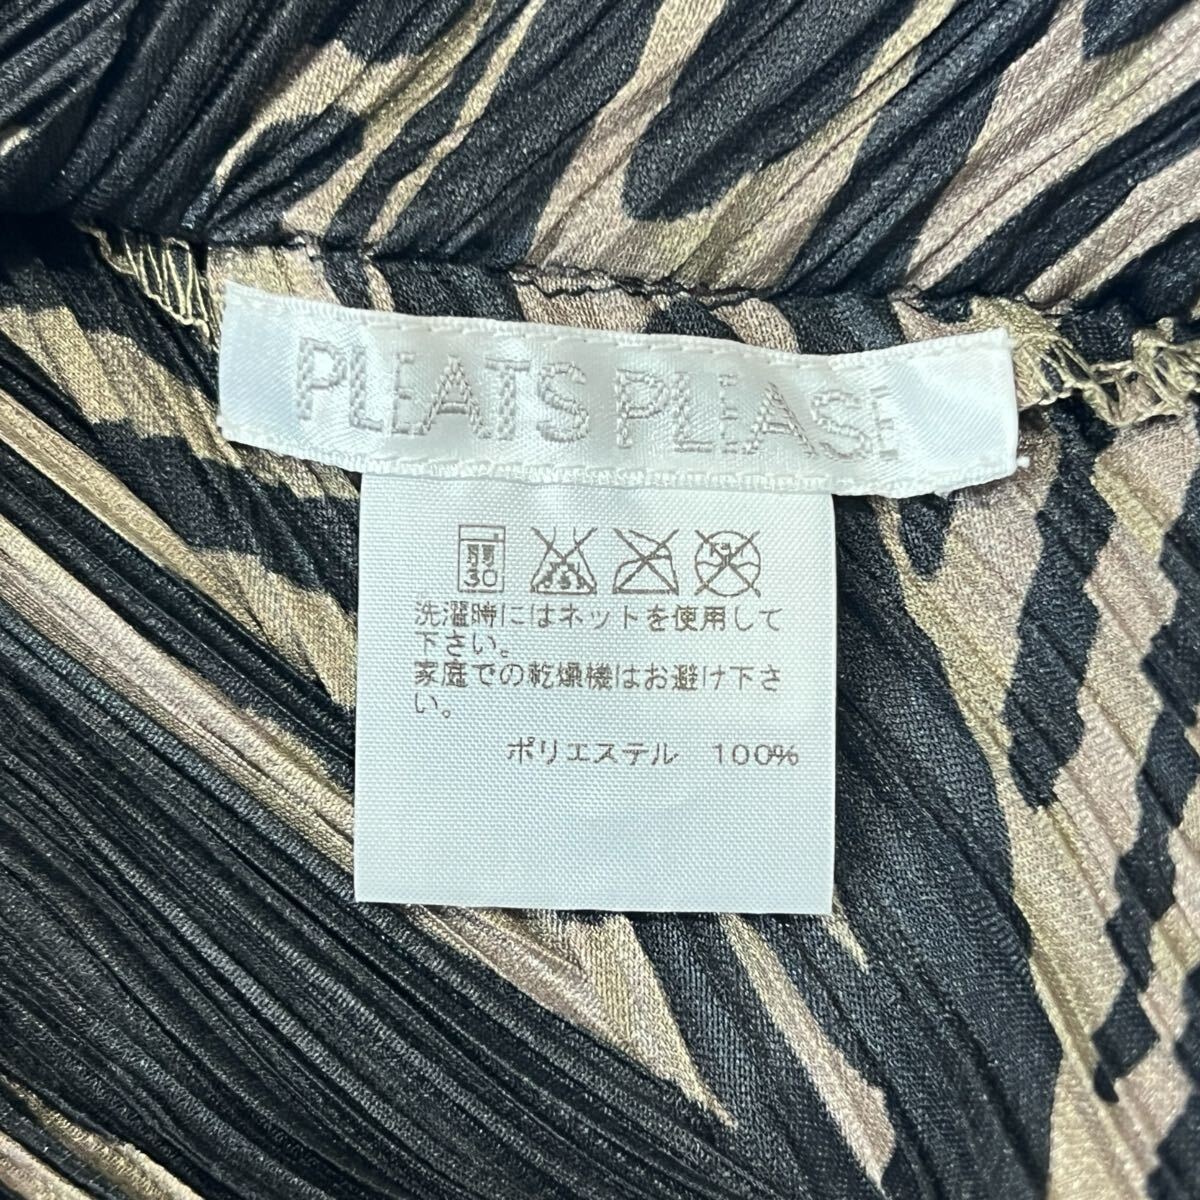 PLEATS PLEASE
弱
30
洗濯時にはネットを使用して
下さい。
家庭での乾燥機はお避け下さ
い。
ポリエステル 100%